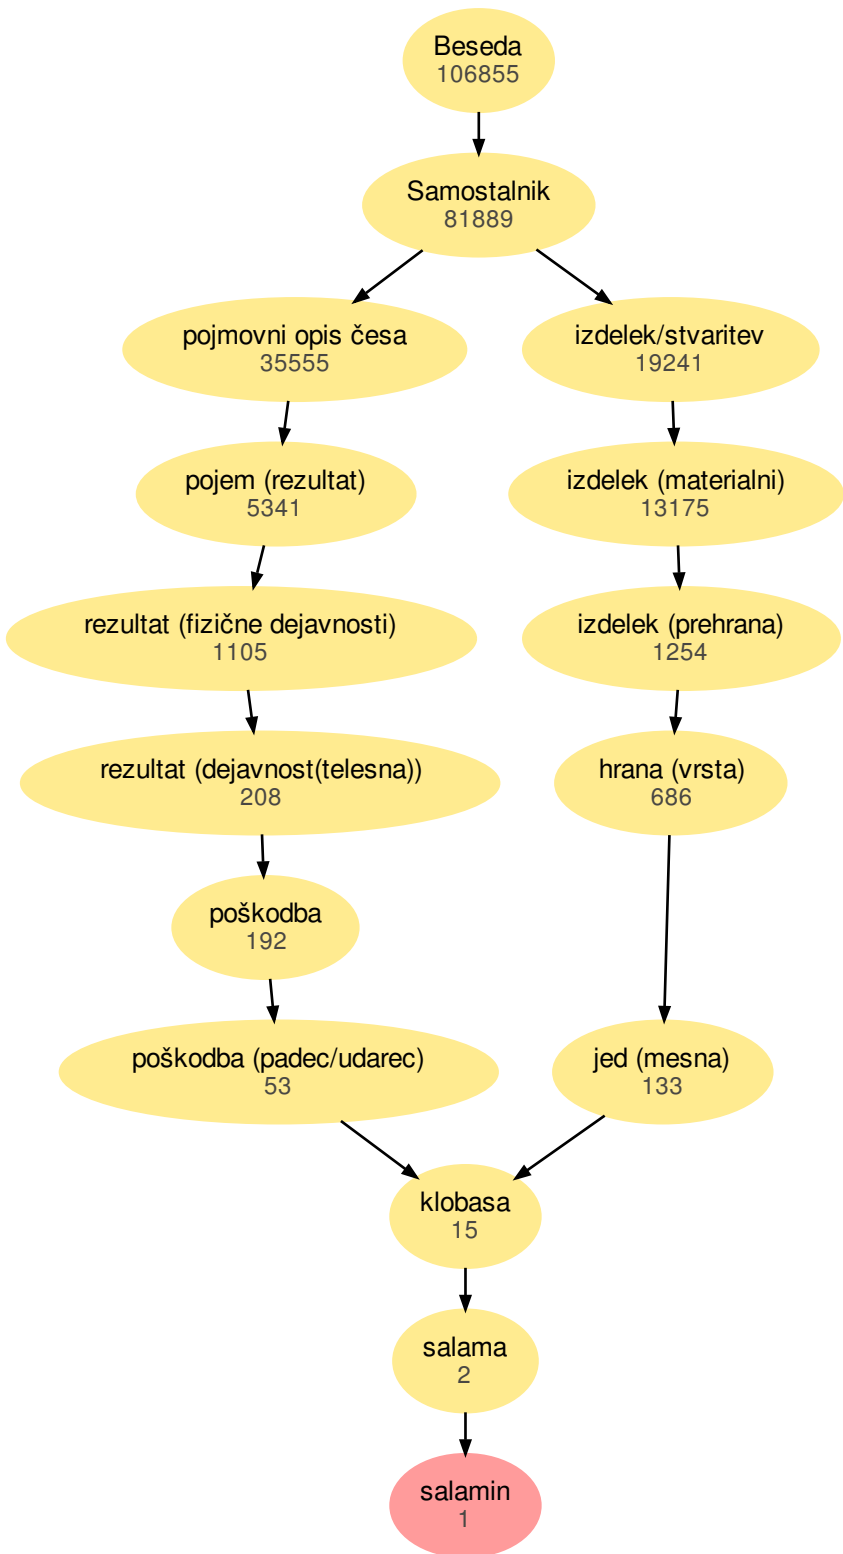 Beseda
106855
Samostalnik
81889
pojmovni opis česa
35555
izdelek/stvaritev
19241
pojem (rezultat)
5341
izdelek (materialni)
13175
rezultat (fizične dejavnosti)
1105
izdelek (prehrana)
1254
rezultat (dejavnost(telesna))
208
hrana (vrsta)
686
poškodba
192
poškodba (padec/udarec)
53
jed (mesna)
133
klobasa
15
salama
2
salamin
1